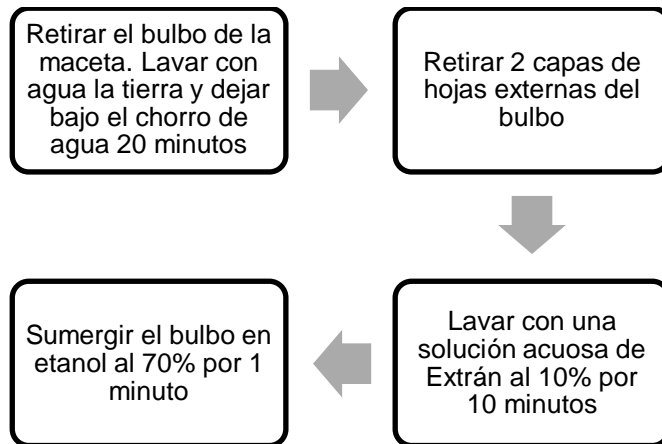 Retirar el bulbo de la
maceta. Lavar con
agua la tierra y dejar
bajo el chorro de
agua 20 minutos
Retirar 2 capas de
hojas externas del
bulbo
Lavar con una
solución acuosa de
Extrán al 10% por
10 minutos
Sumergir el bulbo en
etanol al 70% por 1
minuto